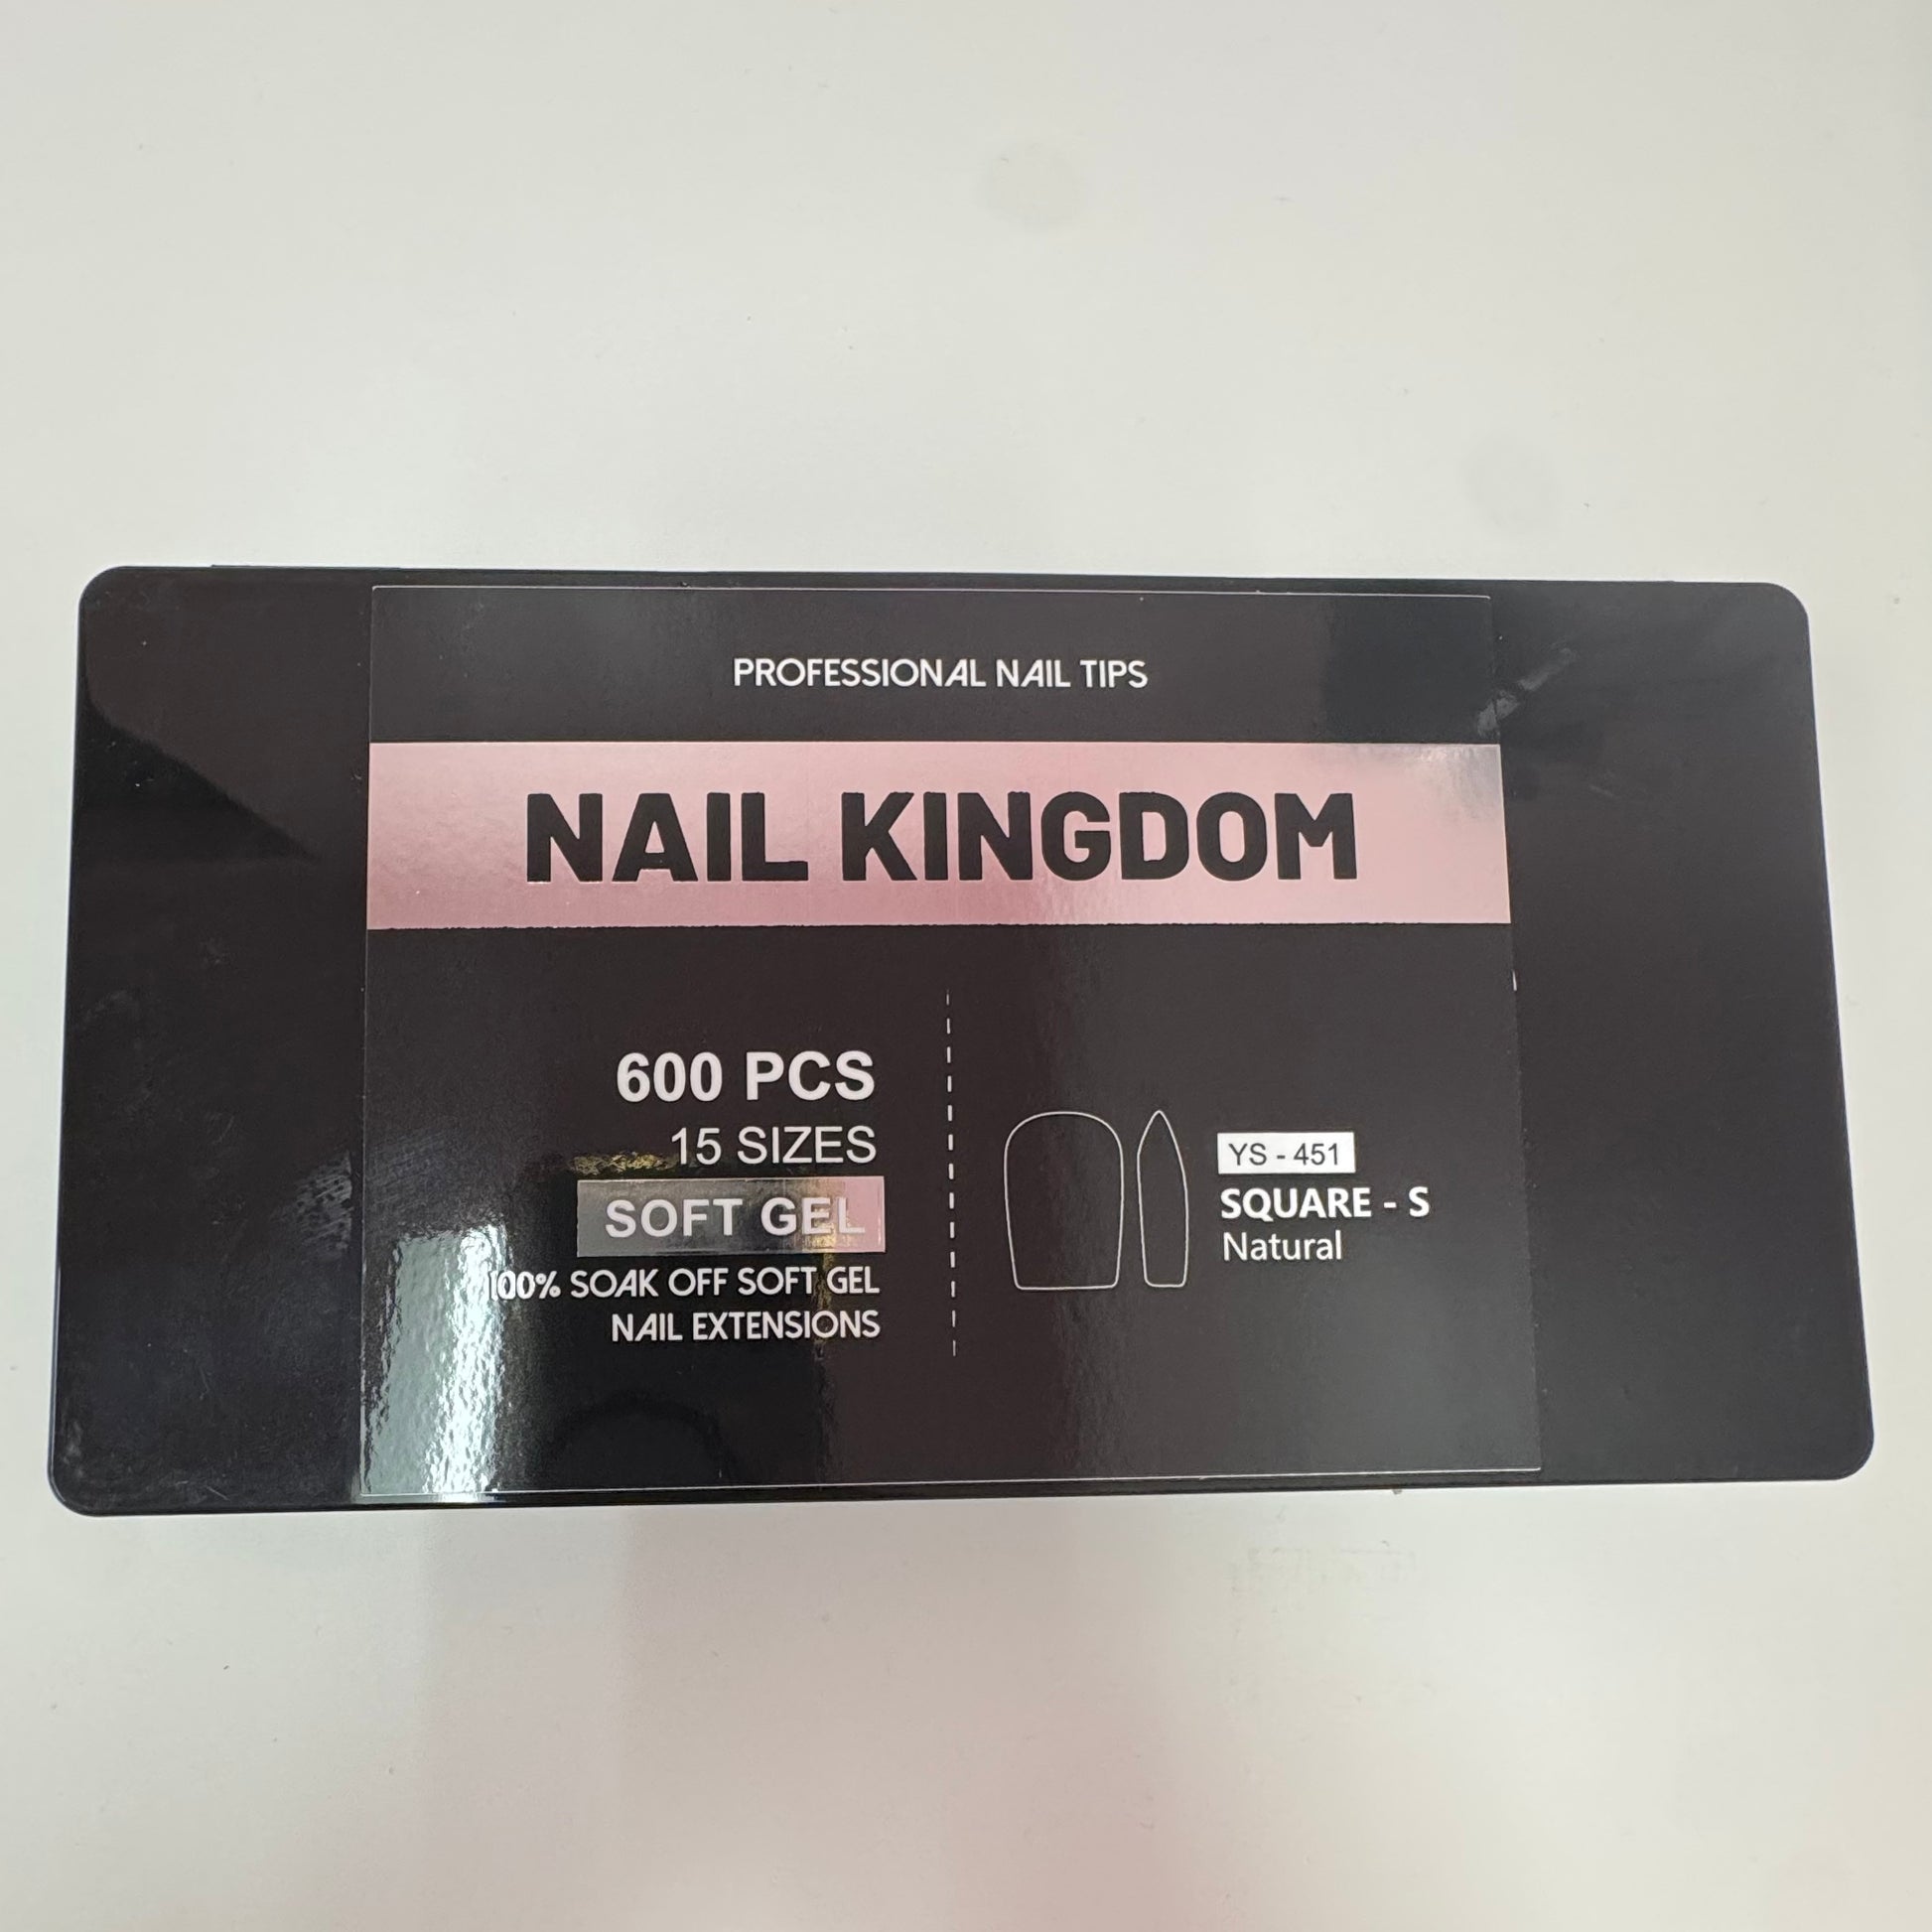 PROFESSIONAL NAIL TIPS
NAIL KINGDOM
600 PCS
15 SIZES
SOFT GEL
100% SOAK OFF SOFT GEL
NAIL EXTENSIONS
YS - 451
SQUARE - S
Natural